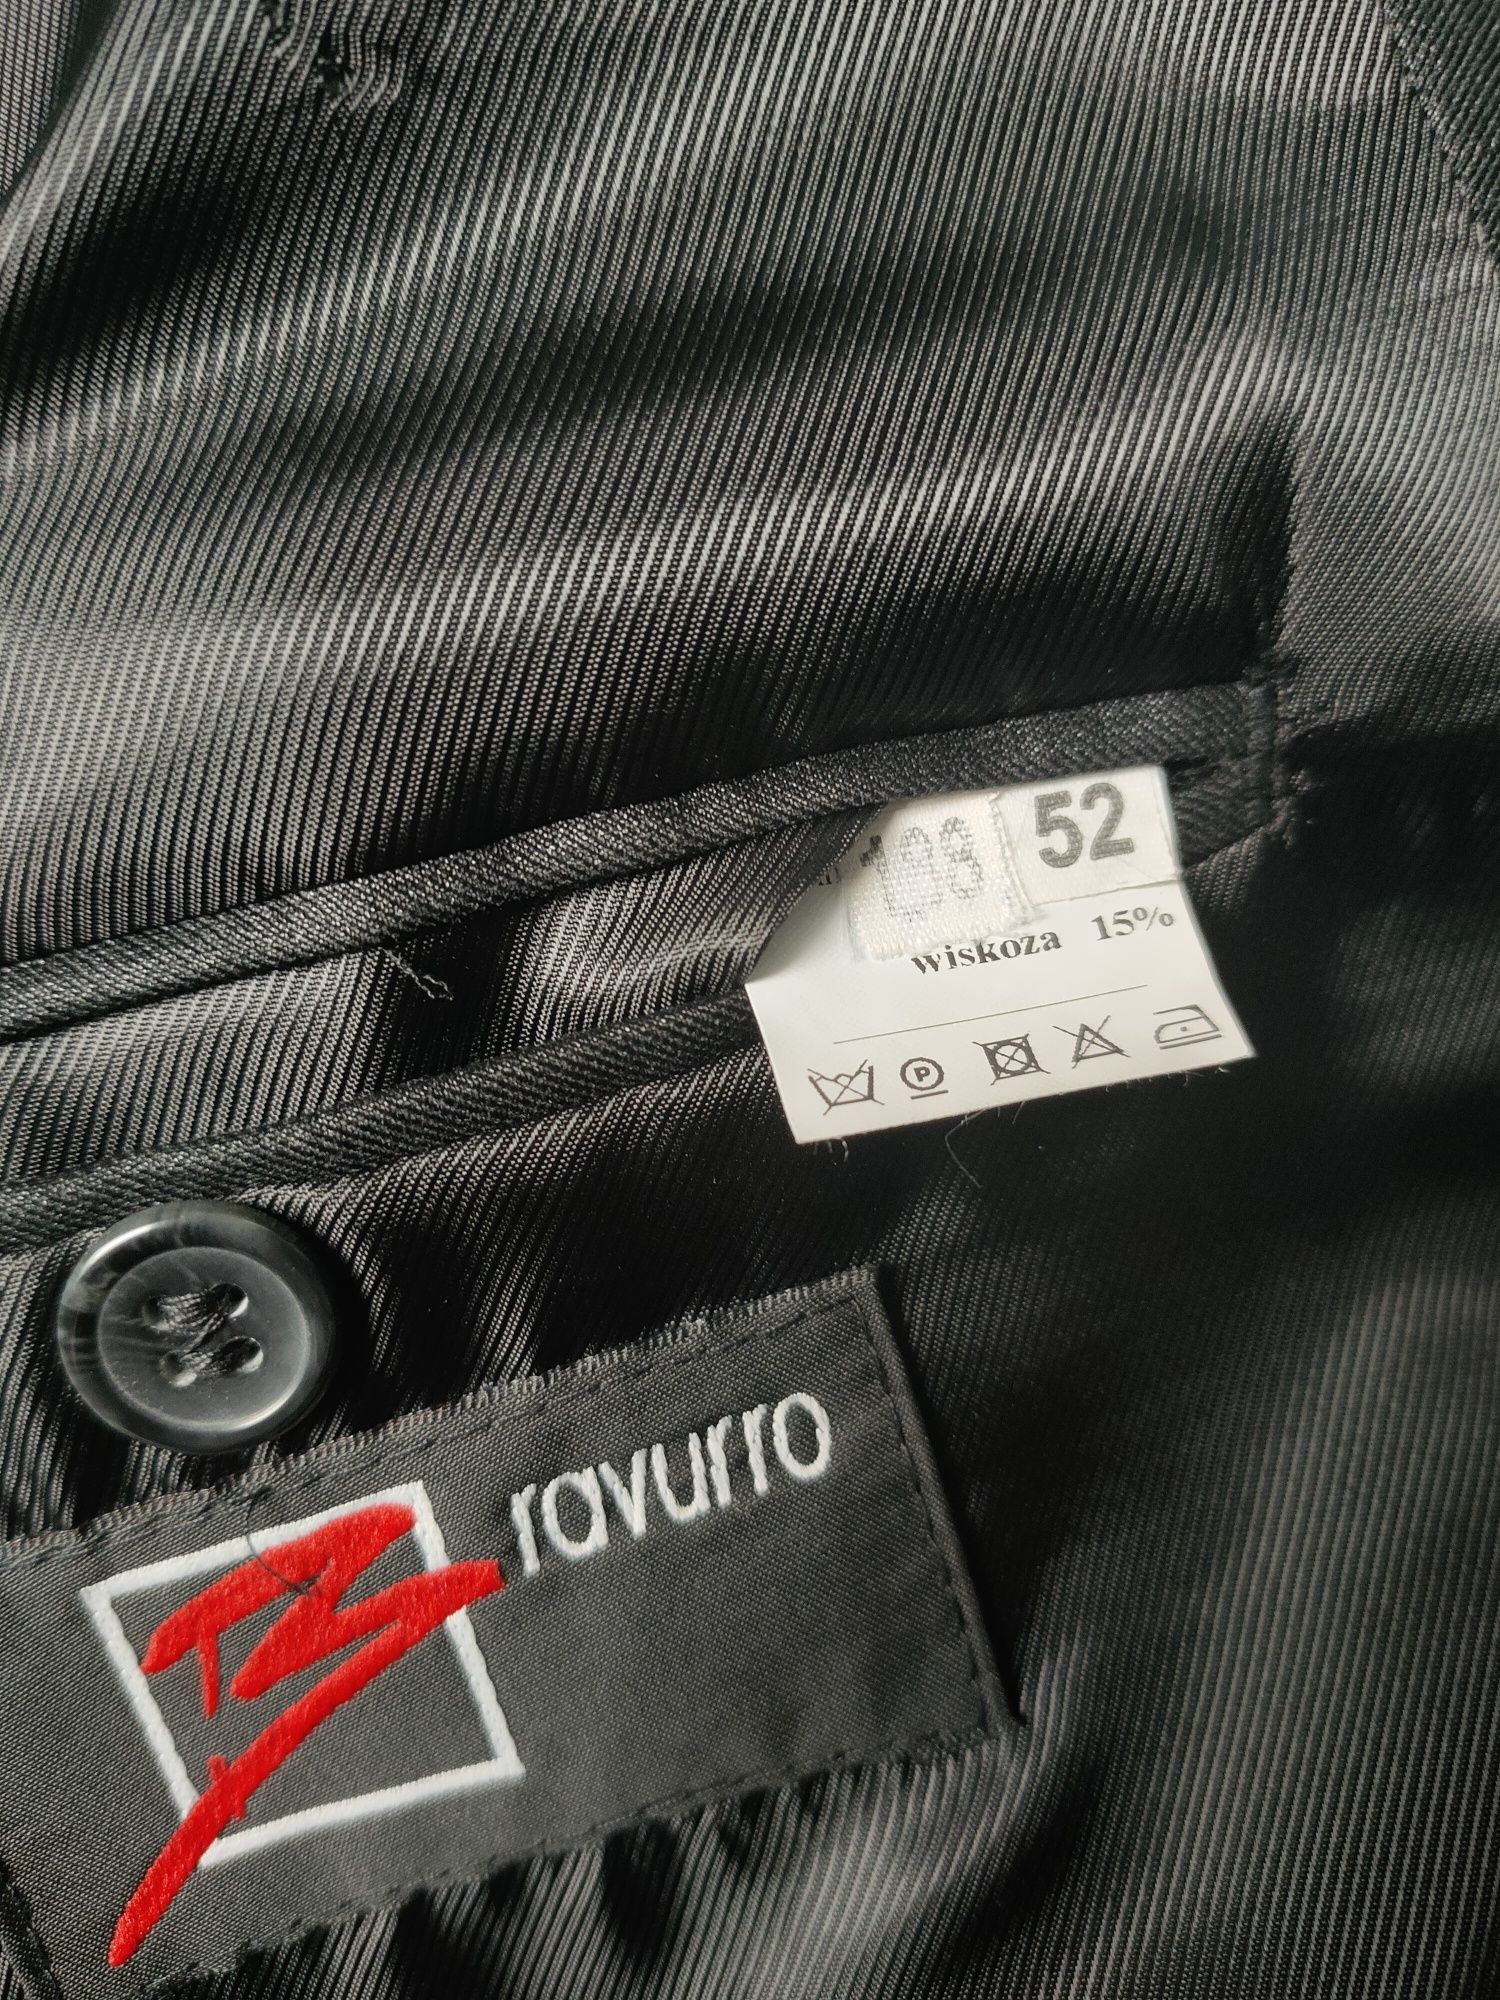 52
wiskoza 15%
P
ravurro